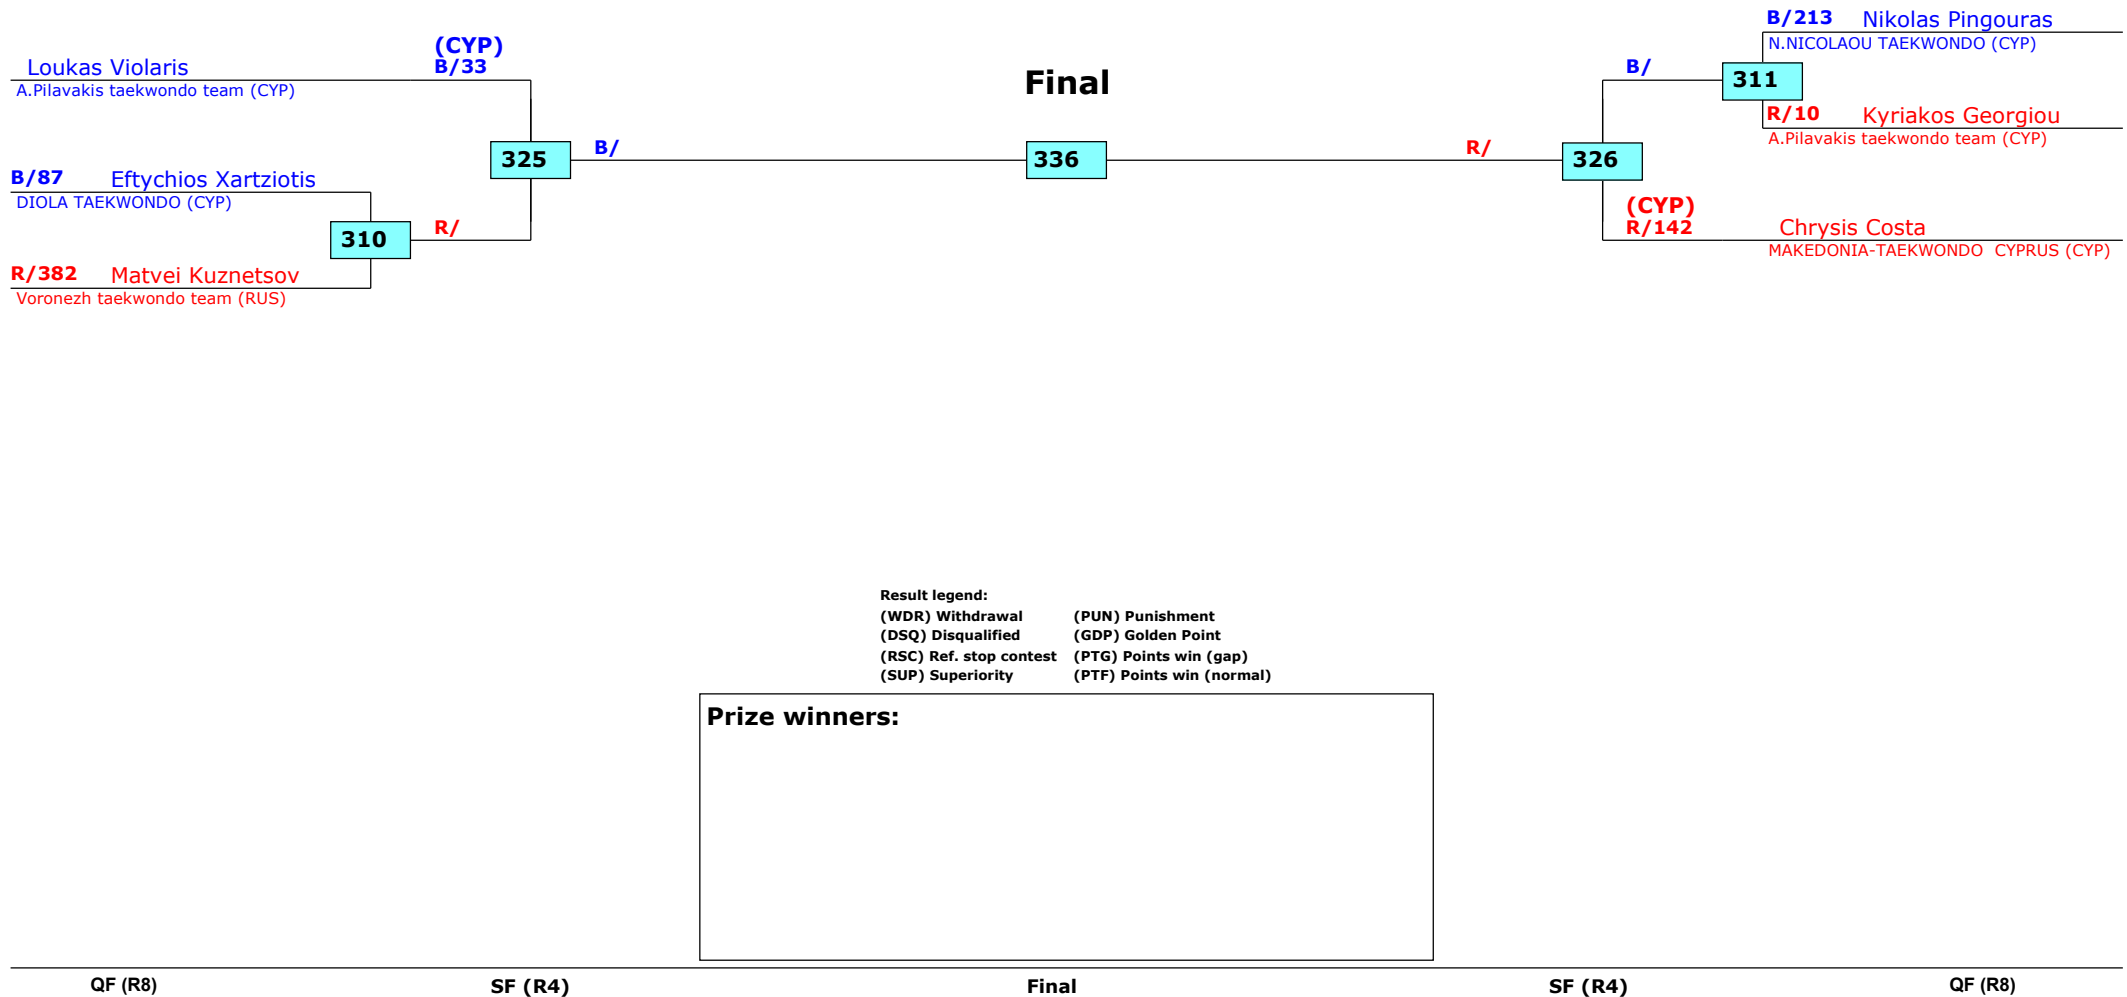 B/213 Nikolas Pingouras
N.NICOLAOU TAEKWONDO (CYP)
(CYP)
Loukas Violaris B/33
A.Pilavakis taekwondo team (CYP)
Final
B/
311
R/10 Kyriakos Georgiou
A.Pilavakis taekwondo team (CYP)
325
B/
336
R/
326
B/87 Eftychios Xartziotis
DIOLA TAEKWONDO (CYP)
310
R/
(CYP)
R/142 Chrysis Costa
MAKEDONIA-TAEKWONDO CYPRUS (CYP)
R/382 Matvei Kuznetsov
Voronezh taekwondo team (RUS)
Result legend:
(WDR) Withdrawal (PUN) Punishment
(DSQ) Disqualified (GDP) Golden Point
(RSC) Ref. stop contest (PTG) Points win (gap)
(SUP) Superiority (PTF) Points win (normal)
Prize winners:
QF (R8) SF (R4) Final SF (R4) QF (R8)